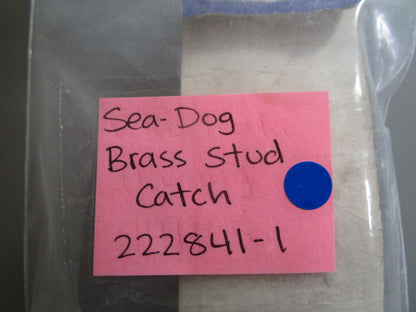 Sea-Dog
Brass Stud
Catch
222841-1